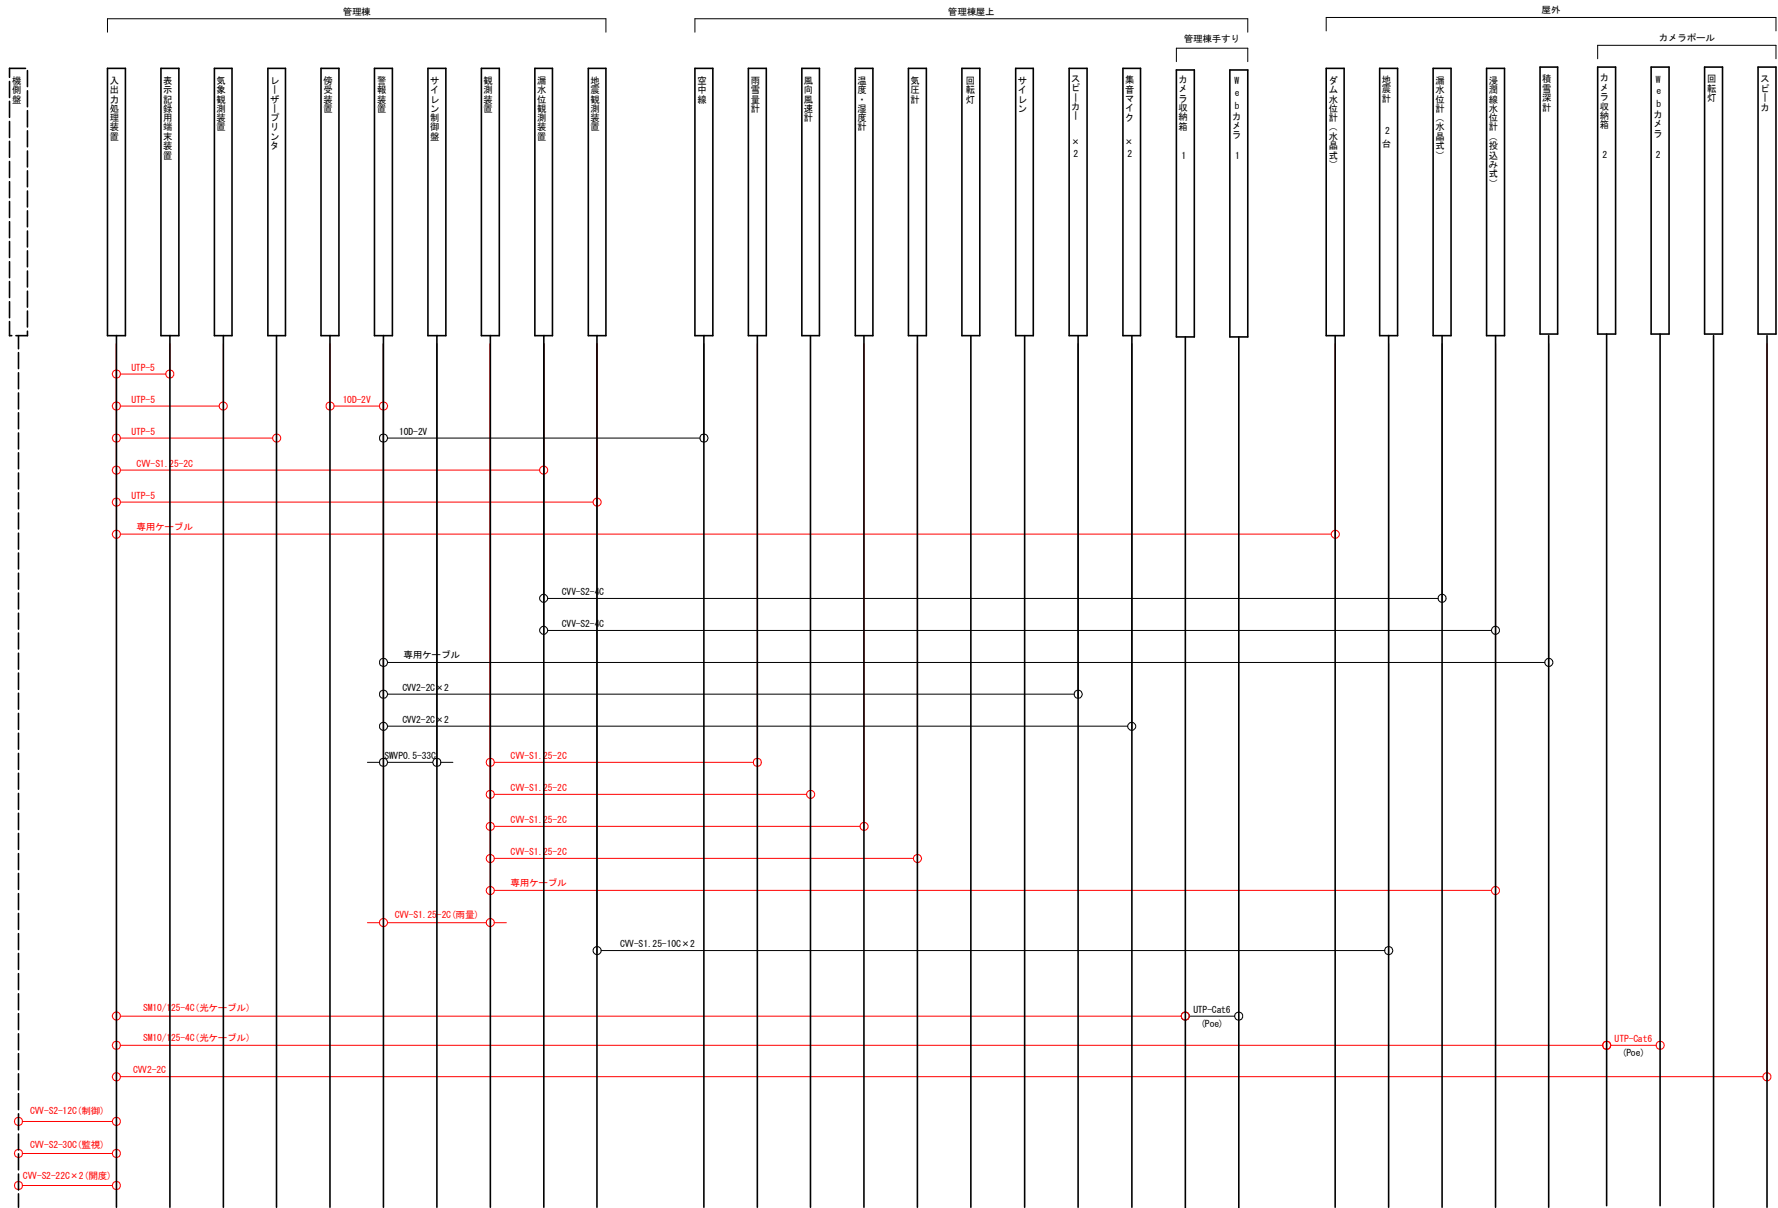 管理棟
管理棟屋上
屋外
管理棟手すり
カメラポール
機側盤
入出力処理装置
表示記録用端末装置
気象観測装置
レーザープリンタ
傍受装置
警報装置
サイレン制御盤
観測装置
漏水位観測装置
地震観測装置
空中線
雨雪量計
風向風速計
温度・湿度計
気圧計
回転灯
サイレン
スピーカー ×2
集音マイク ×2
カメラ収納箱 1
Webカメラ 1
ダム水位計(水晶式)
地震計 2台
漏水位計(水晶式)
浸潤線水位計(投込み式)
積雪深計
カメラ収納箱 2
Webカメラ 2
回転灯
スピーカ
UTP-5
UTP-5
10D-2V
UTP-5
10D-2V
CVV-S1.25-2C
UTP-5
専用ケーブル
CVV-S2-4C
CVV-S2-4C
専用ケーブル
CVV2-2C×2
CVV2-2C×2
SWVP0.5-33C
CVV-S1.25-2C
CVV-S1.25-2C
CVV-S1.25-2C
CVV-S1.25-2C
専用ケーブル
CVV-S1.25-2C(雨量)
CVV-S1.25-10C×2
SM10/125-4C(光ケーブル)
UTP-Cat6
(Poe)
SM10/125-4C(光ケーブル)
UTP-Cat6
(Poe)
CVV2-2C
CVV-S2-12C(制御)
CVV-S2-30C(監視)
CVV-S2-22C×2(開度)